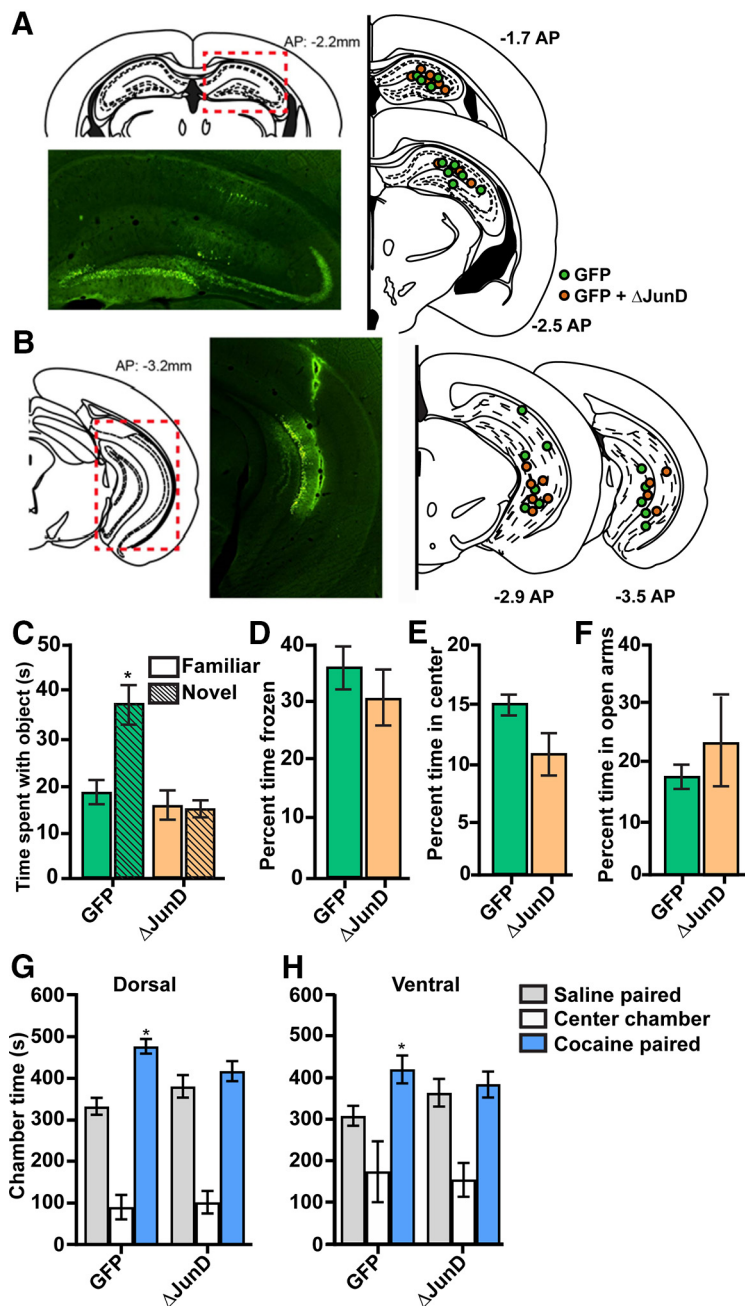 A
AP: -2.2mm
-1.7 AP
GFP
GFP + ΔJunD
-2.5 AP
B
AP: -3.2mm
-2.9 AP
-3.5 AP
C
Time spent with object (s)
50
40
30
20
10
0
*
Familiar
Novel
GFP
ΔJunD
D
Percent time frozen
40
30
10
0
GFP
ΔJunD
E
Percent time in center
20
15
10
5
0
GFP
ΔJunD
F
Percent time in open arms
40
30
20
10
0
GFP
ΔJunD
G
Dorsal
Chamber time (s)
600
500
400
300
200
100
0
*
GFP
ΔJunD
H
Ventral
600
500
400
300
200
100
0
*
GFP
ΔJunD
Saline paired
Center chamber
Cocaine paired